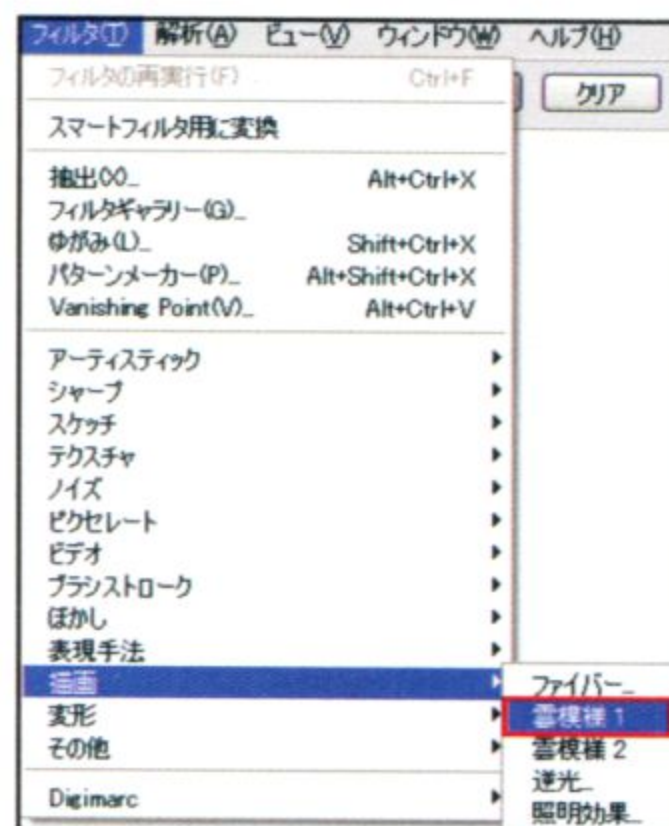 フィルタ(T) 解析(A) ビュー(V) ウィンドウ(W) ヘルプ(H)
フィルタの再実行(F) Ctrl+F
クリア
スマートフィルタ用に変換
抽出(X)... Alt+Ctrl+X
フィルタギャラリー(G)...
ゆがみ(L)... Shift+Ctrl+X
パターンメーカー(P)... Alt+Shift+Ctrl+X
Vanishing Point(V)... Alt+Ctrl+V
アーティスティック
シャープ
スケッチ
テクスチャ
ノイズ
ピクセレート
ビデオ
ブラシストローク
ぼかし
表現手法
描画
変形
その他
Digimarc
ファイバー...
雲模様 1
雲模様 2
逆光...
照明効果...